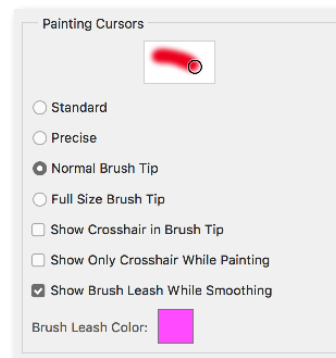 Painting Cursors
Standard
Precise
Normal Brush Tip
Full Size Brush Tip
Show Crosshair in Brush Tip
Show Only Crosshair While Painting
Show Brush Leash While Smoothing
Brush Leash Color: